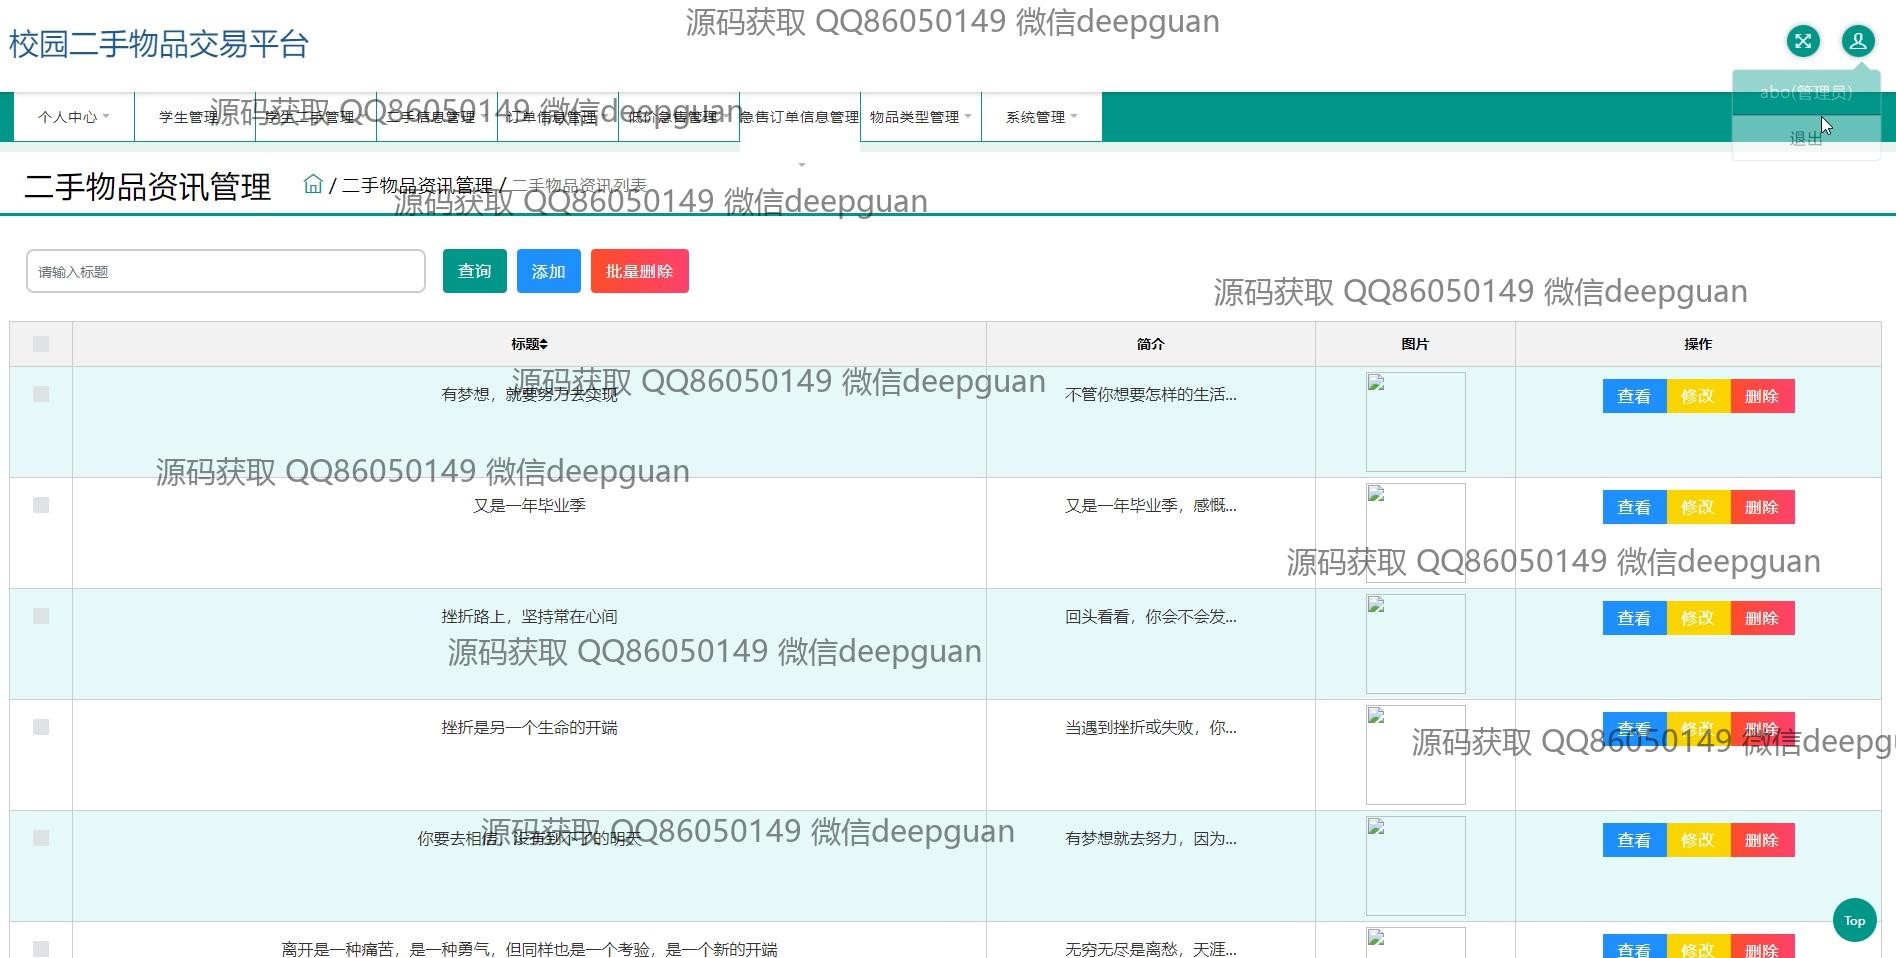 源码获取 QQ86050149 微信deepguan
校园二手物品交易平台
abo(管理员)
退出
个人中心 学生管理 学生二手管理 二手信息管理 订单信息管理 低价急售管理 急售订单信息管理 物品类型管理 系统管理
源码获取 QQ86050149 微信deepguan
二手物品资讯管理 / 二手物品资讯管理 / 二手物品资讯列表
源码获取 QQ86050149 微信deepguan
请输入标题 查询 添加 批量删除
源码获取 QQ86050149 微信deepguan
标题 简介 图片 操作
有梦想，就要努力去实现 不管你想要怎样的生活... 查看 修改 删除
源码获取 QQ86050149 微信deepguan
源码获取 QQ86050149 微信deepguan
又是一年毕业季 又是一年毕业季，感慨... 查看 修改 删除
源码获取 QQ86050149 微信deepguan
挫折路上，坚持常在心间 回头看看，你会不会发... 查看 修改 删除
源码获取 QQ86050149 微信deepguan
挫折是另一个生命的开端 当遇到挫折或失败，你... 查看 修改 删除
源码获取 QQ86050149 微信deepgu
你要去相信，没有到不了的明天 有梦想就去努力，因为... 查看 修改 删除
源码获取 QQ86050149 微信deepguan
Top
离开是一种痛苦，是一种勇气，但同样也是一个考验，是一个新的开端 无穷无尽是离愁，天涯... 查看 修改 删除